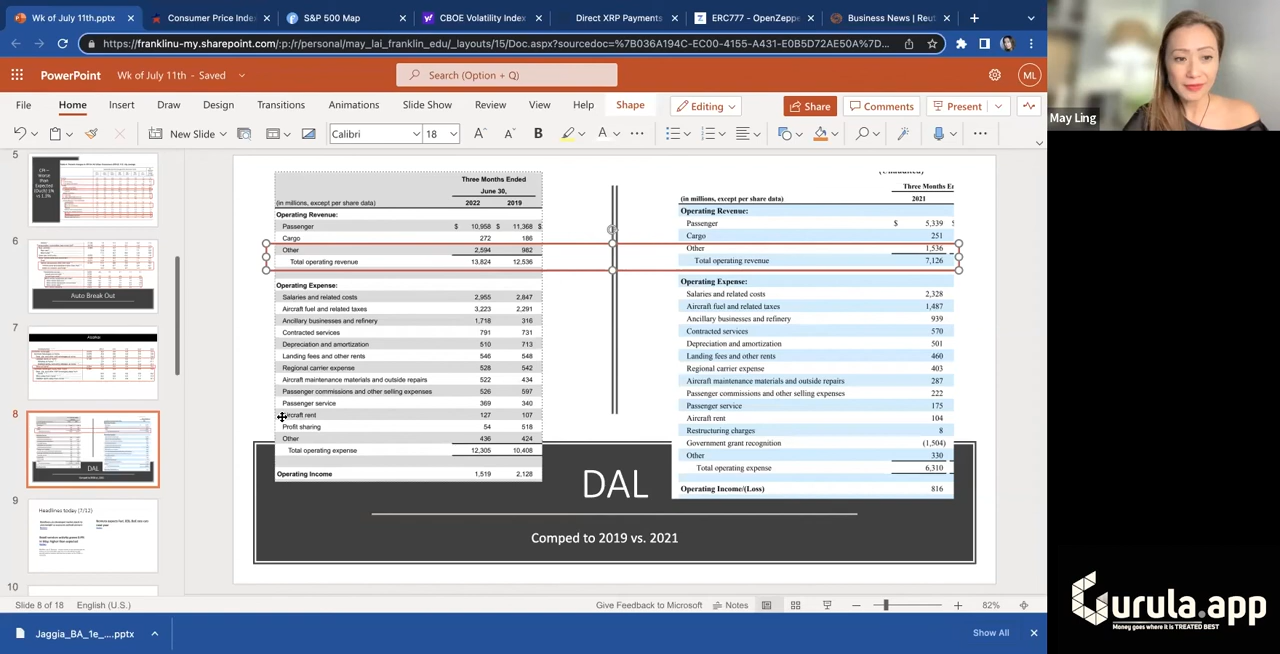 Wk of July 11th.pptx
Consumer Price Index
S&P 500 Map
CBOE Volatility Index
Direct XRP Payments
ERC777 - OpenZeppe
Business News | Reut
https://franklinu-my.sharepoint.com/:p:/r/personal/may_lai_franklin_edu/_layouts/15/Doc.aspx?sourcedoc=%7B036A194C-EC00-4155-A431-E0B5D72AE50A%7D...
PowerPoint
Wk of July 11th - Saved
Search (Option + Q)
ML
File Home Insert Draw Design Transitions Animations Slide Show Review View Help Shape
Editing
Share
Comments
Present
New Slide
Calibri
18
B
A
May Ling
5
6
Auto Break Out
7
8
DAL
9
Headlines today (7/12)
10
Three Months Ended
June 30,
(in millions, except per share data) 2022 2019
Operating Revenue:
Passenger $ 10,958 $ 11,368 $
Cargo 272 186
Other 2,594 982
Total operating revenue 13,824 12,536
Operating Expense:
Salaries and related costs 2,955 2,847
Aircraft fuel and related taxes 3,223 2,291
Ancillary businesses and refinery 1,718 316
Contracted services 791 731
Depreciation and amortization 510 713
Landing fees and other rents 546 548
Regional carrier expense 528 542
Aircraft maintenance materials and outside repairs 522 434
Passenger commissions and other selling expenses 526 597
Passenger service 369 340
Aircraft rent 127 107
Profit sharing 54 518
Other 436 424
Total operating expense 12,305 10,408
Operating Income 1,519 2,128
Three Months En
(in millions, except per share data) 2021
Operating Revenue:
Passenger $ 5,339 $
Cargo 251
Other 1,536
Total operating revenue 7,126
Operating Expense:
Salaries and related costs 2,328
Aircraft fuel and related taxes 1,487
Ancillary businesses and refinery 939
Contracted services 570
Depreciation and amortization 501
Landing fees and other rents 460
Regional carrier expense 403
Aircraft maintenance materials and outside repairs 287
Passenger commissions and other selling expenses 222
Passenger service 175
Aircraft rent 104
Restructuring charges 8
Government grant recognition (1,504)
Other 330
Total operating expense 6,310
Operating Income/(Loss) 816
DAL
Comped to 2019 vs. 2021
Slide 8 of 18
English (U.S.)
Give Feedback to Microsoft
Notes
82%
Jaggia_BA_1e_....pptx
Show All
Gurula.app
Money goes where it is TREATED BEST